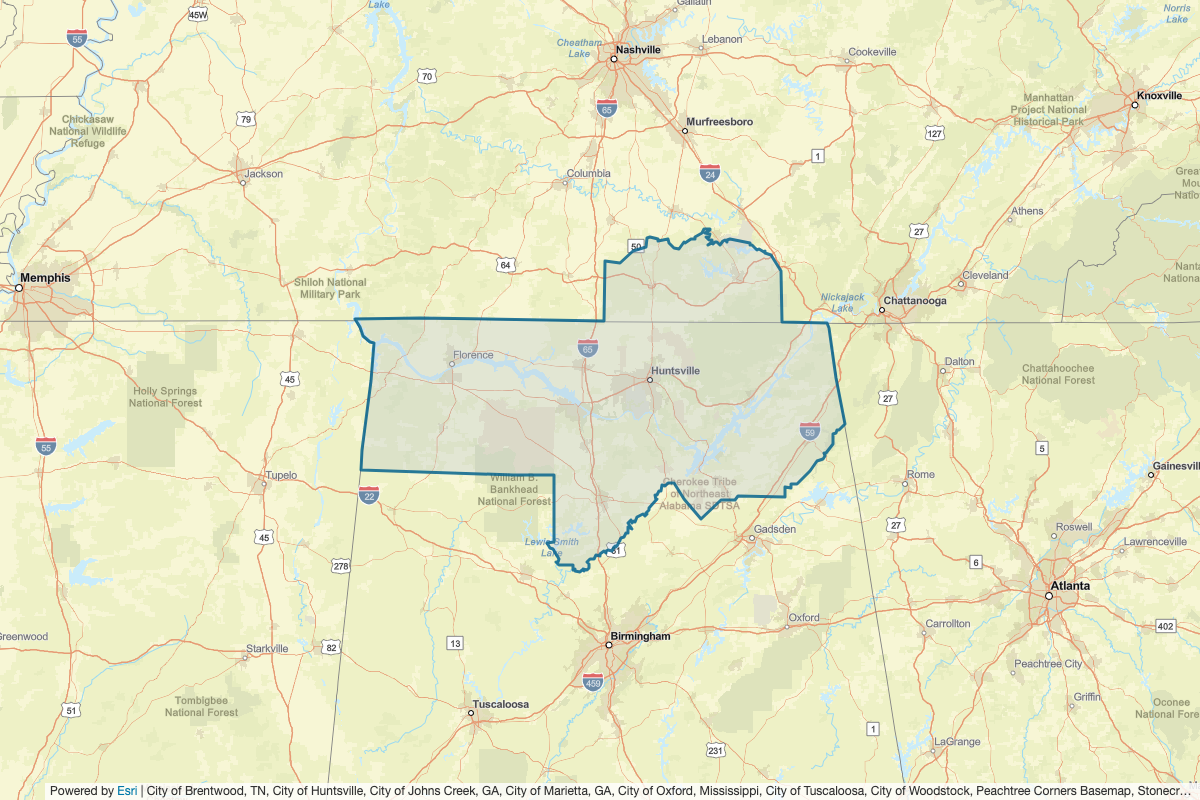 Lake
Gallatin
Norris
Lake
45W
55
Cheatham
Lake
Nashville
Lebanon
Cookeville
70
Knoxville
Manhattan
Project National
Historical Park
65
Chickasaw
National Wildlife
Refuge
79
Murfreesboro
127
1
Jackson
Columbia
24
Grea
Mou
Natio
Athens
27
50
64
Memphis
Shiloh National
Military Park
Cleveland
Nanta
Nationa
Nickajack
Lake
Chattanooga
65
Florence
Huntsville
Dalton
Chattahoochee
National Forest
45
Holly Springs
National Forest
27
55
59
5
Gainesvill
Tupelo
William B.
Bankhead
National Forest
Cherokee Tribe
of Northeast
Alabama SDTSA
Rome
22
Gadsden
27
Roswell
45
Lewis Smith
Lake
31
Lawrenceville
278
6
Atlanta
Oxford
Carrollton
402
Greenwood
Birmingham
13
82
Starkville
Peachtree City
459
Griffin
Tombigbee
National Forest
Tuscaloosa
51
Oconee
National
Fore
1
231
LaGrange
Powered by Esri | City of Brentwood, TN, City of Huntsville, City of Johns Creek, GA, City of Marietta, GA, City of Oxford, Mississippi, City of Tuscaloosa, City of Woodstock, Peachtree Corners Basemap, Stonecr...